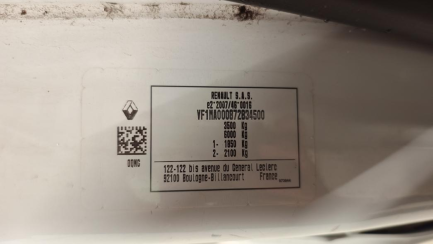 RENAULT S.A.S.
e2*2007/46*0016
VF1MA000872834500
3500 Kg
6000 Kg
1- 1850 Kg
2- 2100 Kg
122-122 bis avenue du General Leclerc
92100 Boulogne-Billancourt France